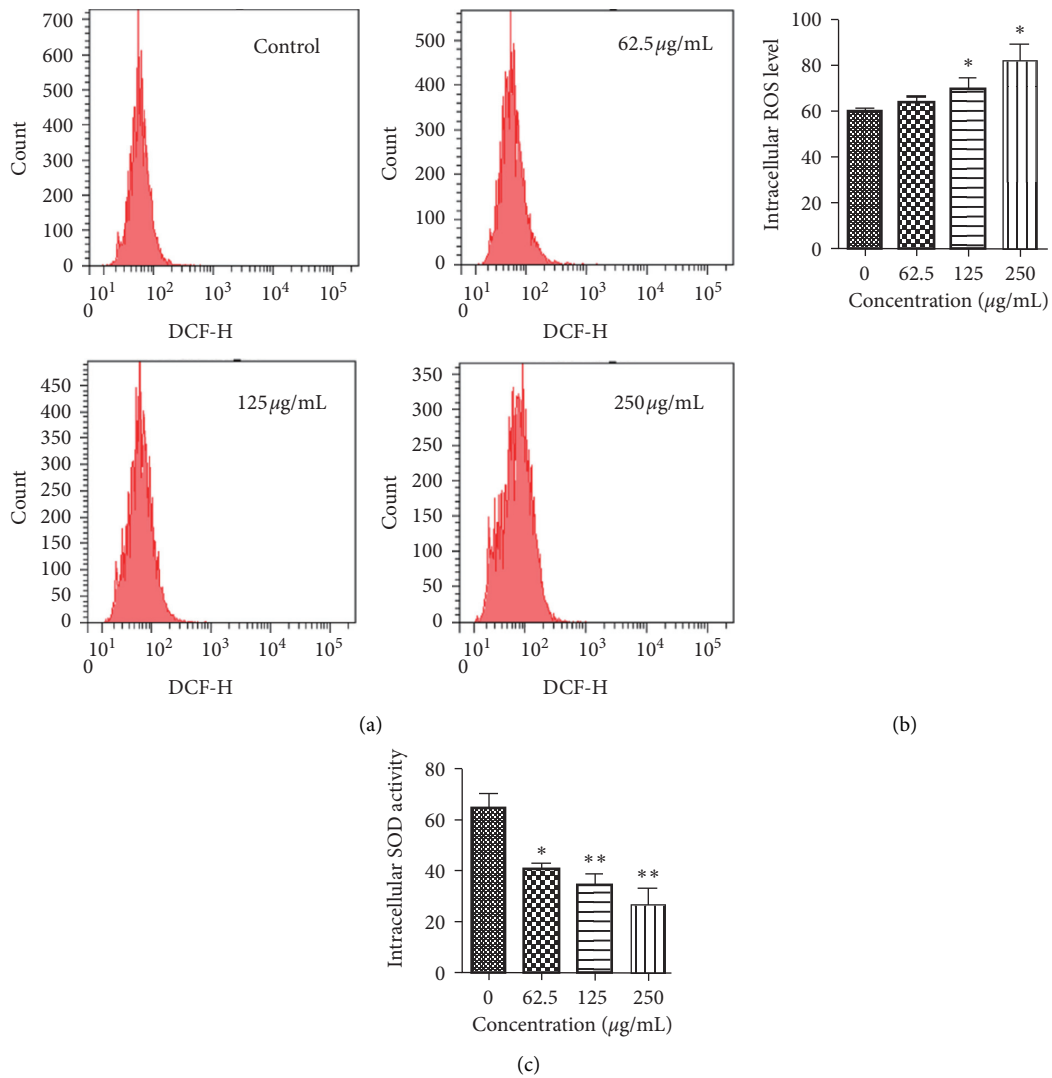 Control
Count
700
600
500
400
300
200
100
0
0
10¹ 10² 10³ 10⁴ 10⁵
DCF-H
62.5 µg/mL
Count
500
400
300
200
100
0
0
10¹ 10² 10³ 10⁴ 10⁵
DCF-H
125 µg/mL
Count
450
400
350
300
250
200
150
100
50
0
0
10¹ 10² 10³ 10⁴ 10⁵
DCF-H
250 µg/mL
Count
350
300
250
200
150
100
50
0
0
10¹ 10² 10³ 10⁴ 10⁵
DCF-H
(a)
Intracellular ROS level
100
80
60
40
20
0
* *
0 62.5 125 250
Concentration (µg/mL)
(b)
Intracellular SOD activity
80
60
40
20
0
* ** **
0 62.5 125 250
Concentration (µg/mL)
(c)